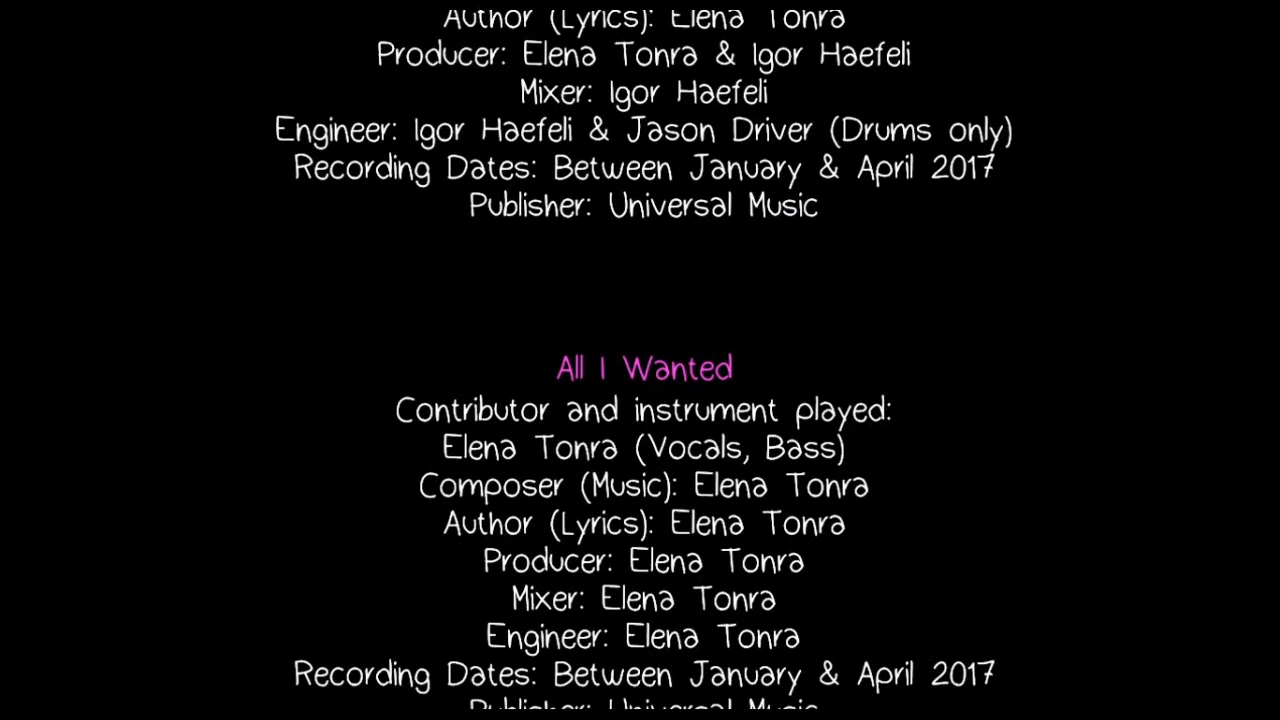 Author (Lyrics): Elena Tonra
Producer: Elena Tonra & Igor Haefeli
Mixer: Igor Haefeli
Engineer: Igor Haefeli & Jason Driver (Drums only)
Recording Dates: Between January & April 2017
Publisher: Universal Music
All I Wanted
Contributor and instrument played:
Elena Tonra (Vocals, Bass)
Composer (Music): Elena Tonra
Author (Lyrics): Elena Tonra
Producer: Elena Tonra
Mixer: Elena Tonra
Engineer: Elena Tonra
Recording Dates: Between January & April 2017
Publisher: Universal Music